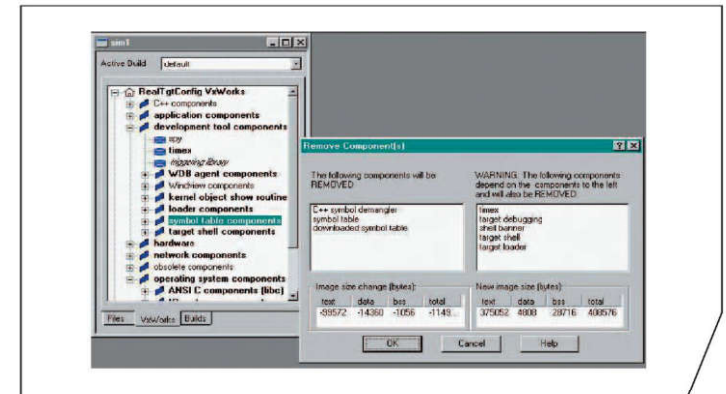 sim1
Active Build default
RealTgtConfig VxWorks
C++ components
application components
development tool components
spy
timex
triggering library
WDB agent components
Windview components
kernel object show routine
loader components
symbol table components
target shell components
hardware
network components
obsolete components
operating system components
ANSI C components (libc)
Files VxWorks Builds
Remove Component(s)
The following components will be
REMOVED
C++ symbol demangler
symbol table
downloaded symbol table
WARNING: The following components
depend on the components to the left
and will also be REMOVED
timex
target debugging
shell banner
target shell
target loader
Image size change (bytes):
text data bss total
-99572 -14360 -1056 -1149...
New image size (bytes):
text data bss total
375052 4808 28716 408576
OK Cancel Help